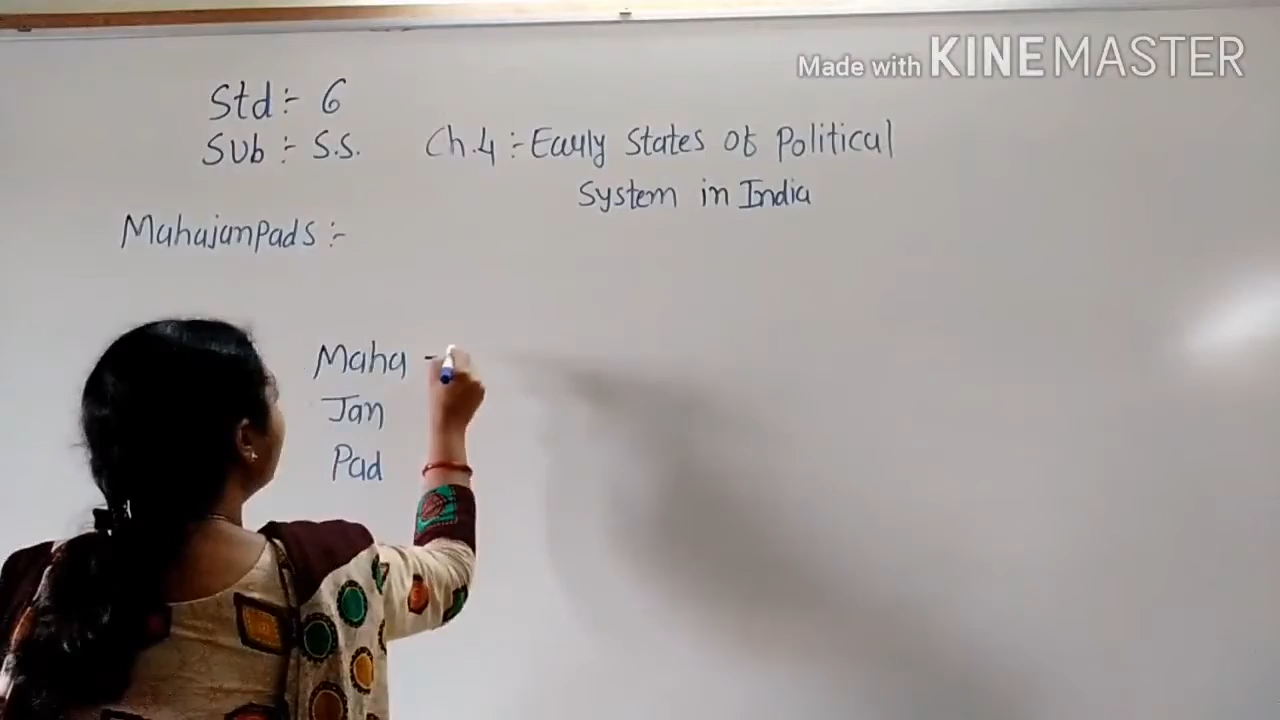 Made with KINEMASTER
Std :- 6
Sub :- S.S.
Ch.4 :- Early States of Political
System in India
Mahajanpads :-
Maha -
Jan
Pad